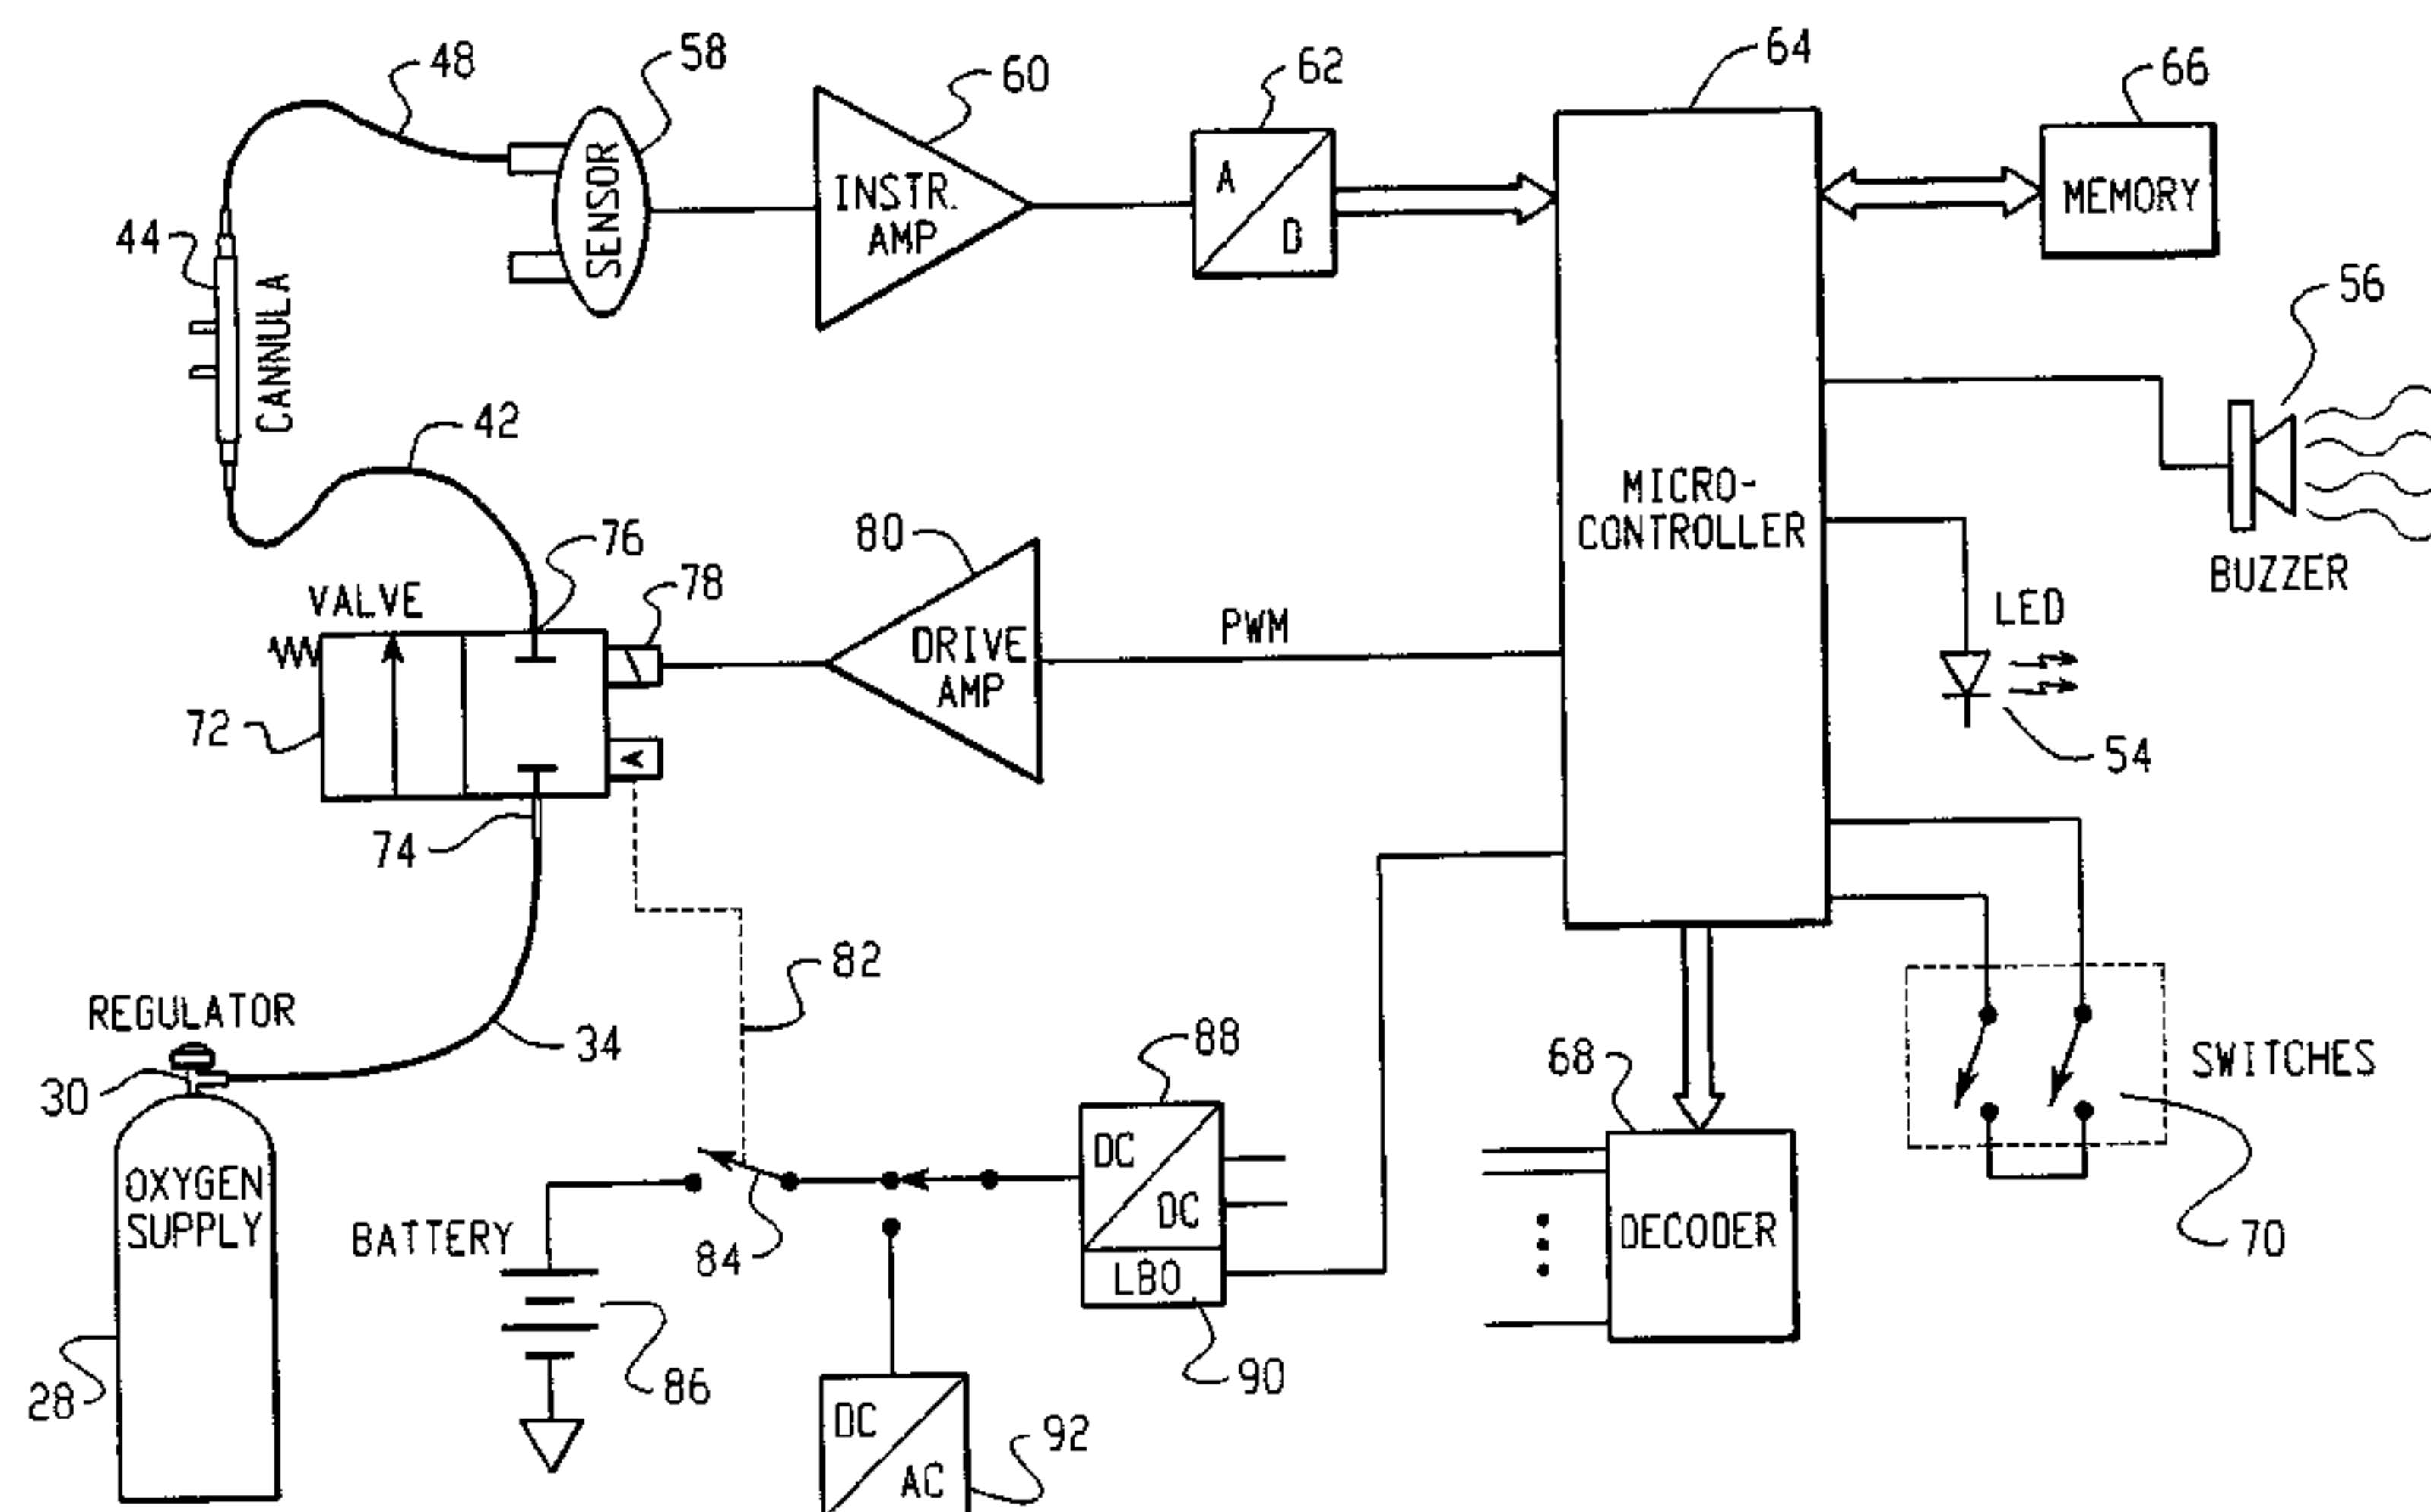 48
58
60
62
64
66
SENSOR
INSTR.
AMP
A
D
MEMORY
44
CANNULA
56
42
MICRO-
CONTROLLER
BUZZER
76
80
78
VALVE
DRIVE
AMP
PWM
LED
72
54
74
82
REGULATOR
34
88
68
SWITCHES
30
OXYGEN
SUPPLY
DC
DC
DECODER
BATTERY
84
LBO
70
28
86
90
DC
AC
92